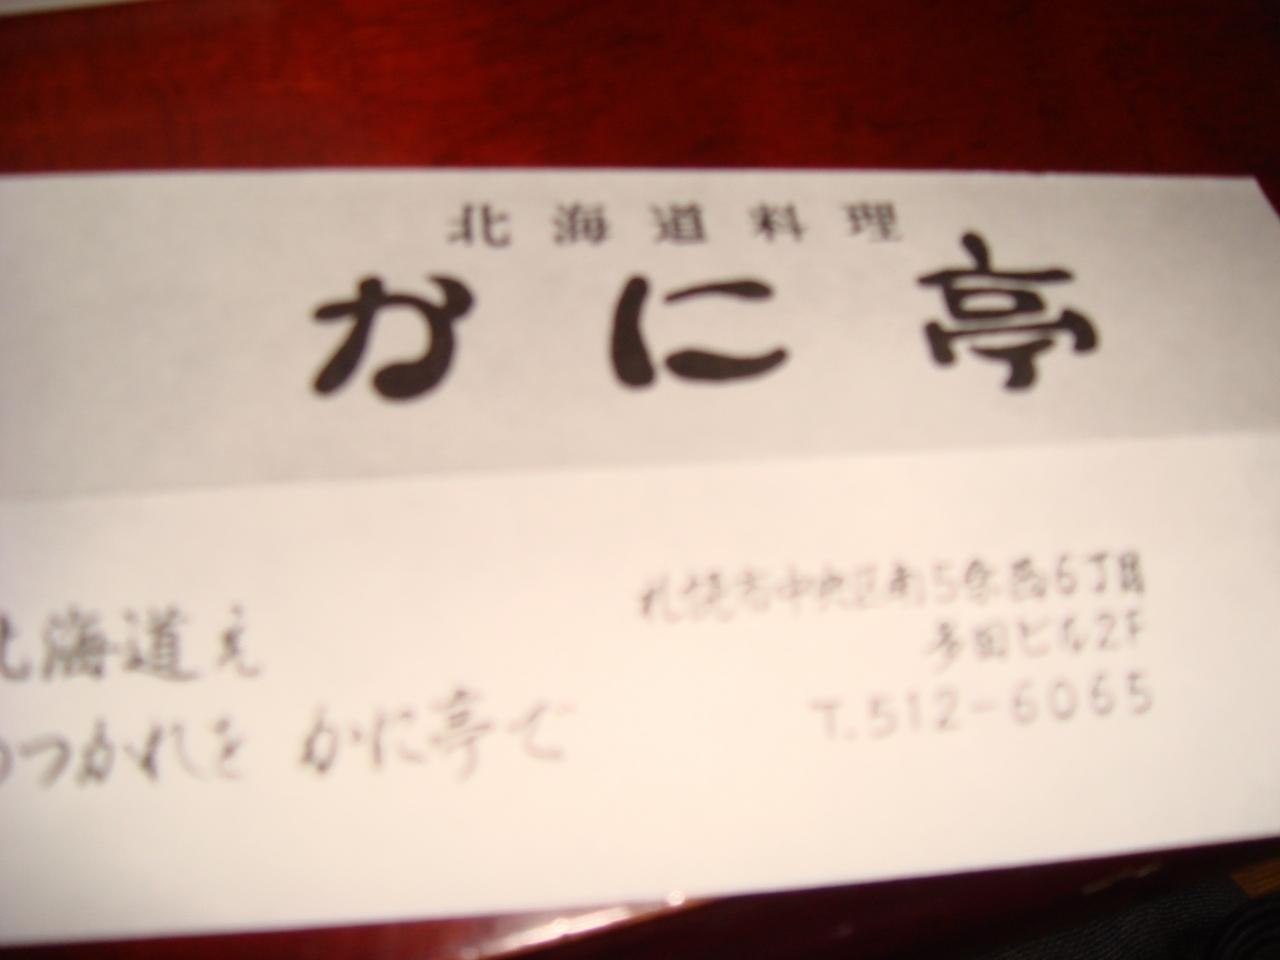 北海道料理
かに亭
札幌市中央区南5条西6丁目
多田ビル2F
T.512-6065
北海道え
つかれを かに亭で